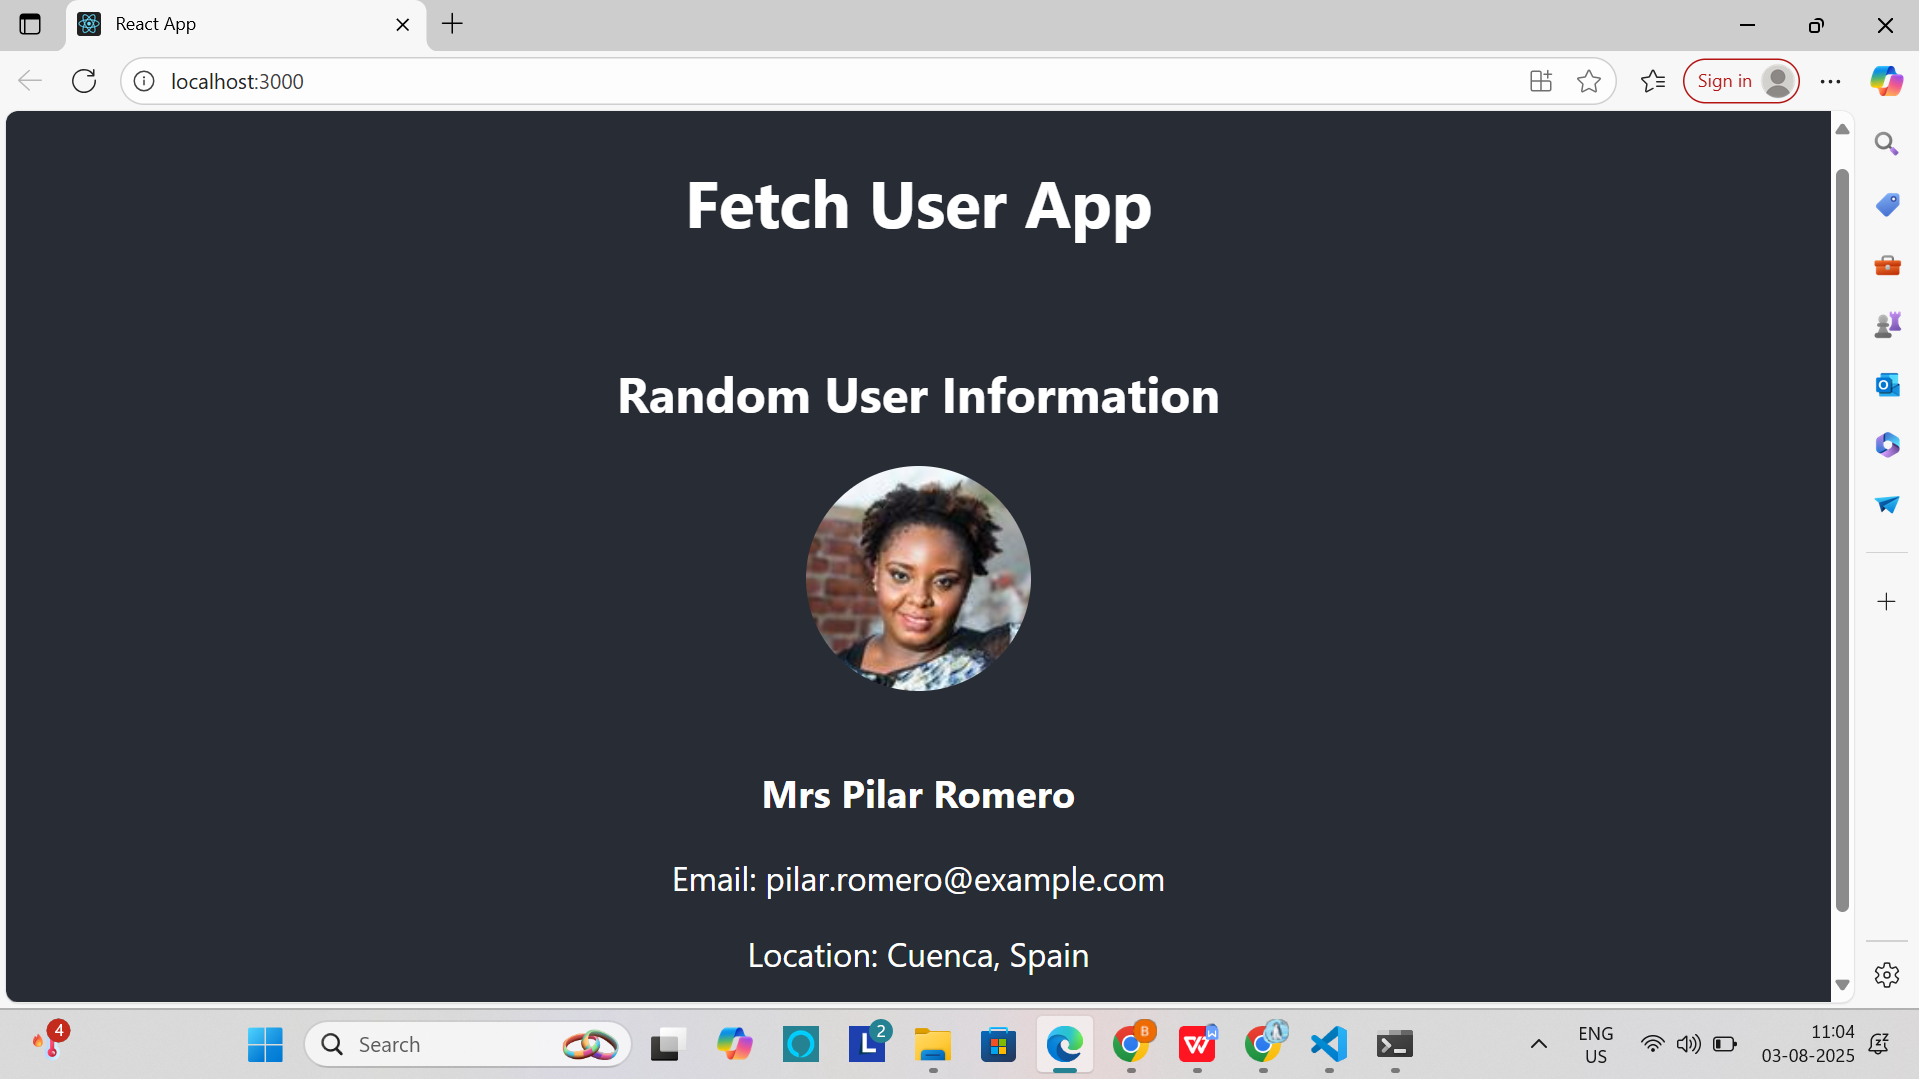 React App
localhost:3000
Sign in
Fetch User App
Random User Information
Mrs Pilar Romero
Email: pilar.romero@example.com
Location: Cuenca, Spain
4
Search
2
B
W
ENG
US
11:04
03-08-2025